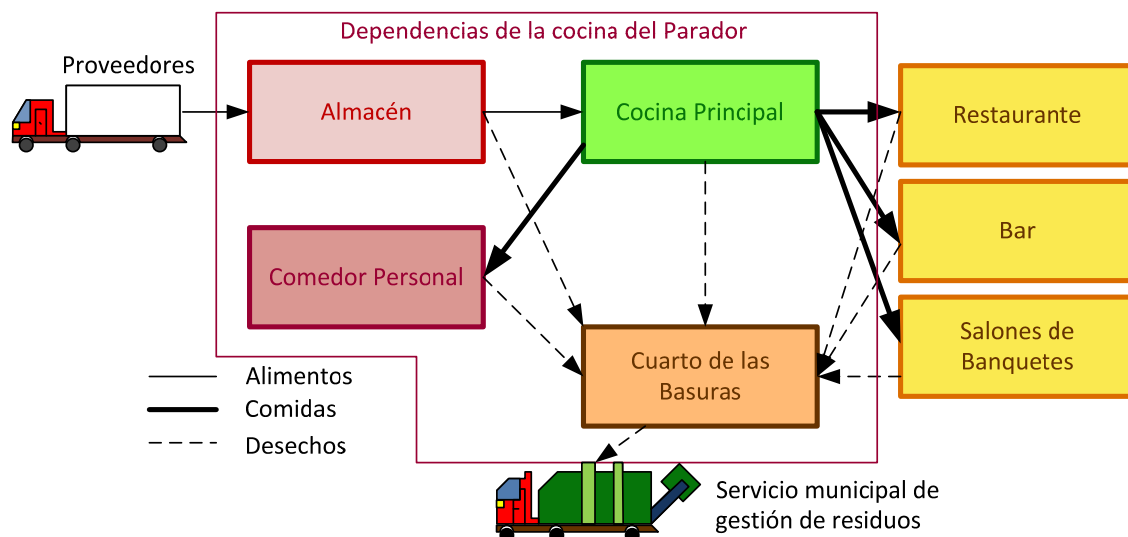 Dependencias de la cocina del Parador
Proveedores
Almacén
Cocina Principal
Restaurante
Bar
Comedor Personal
Salones de
Banquetes
Cuarto de las
Basuras
Alimentos
Comidas
Desechos
Servicio municipal de
gestión de residuos